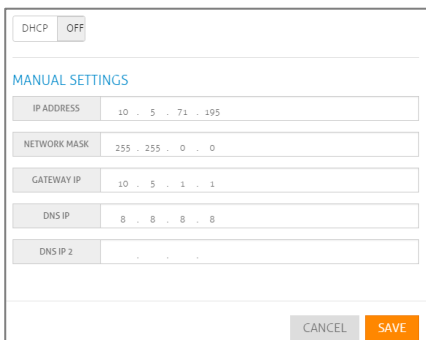 DHCP OFF
MANUAL SETTINGS
IP ADDRESS 10 . 5 . 71 . 195
NETWORK MASK 255 . 255 . 0 . 0
GATEWAY IP 10 . 5 . 1 . 1
DNS IP 8 . 8 . 8 . 8
DNS IP 2 . . .
CANCEL SAVE